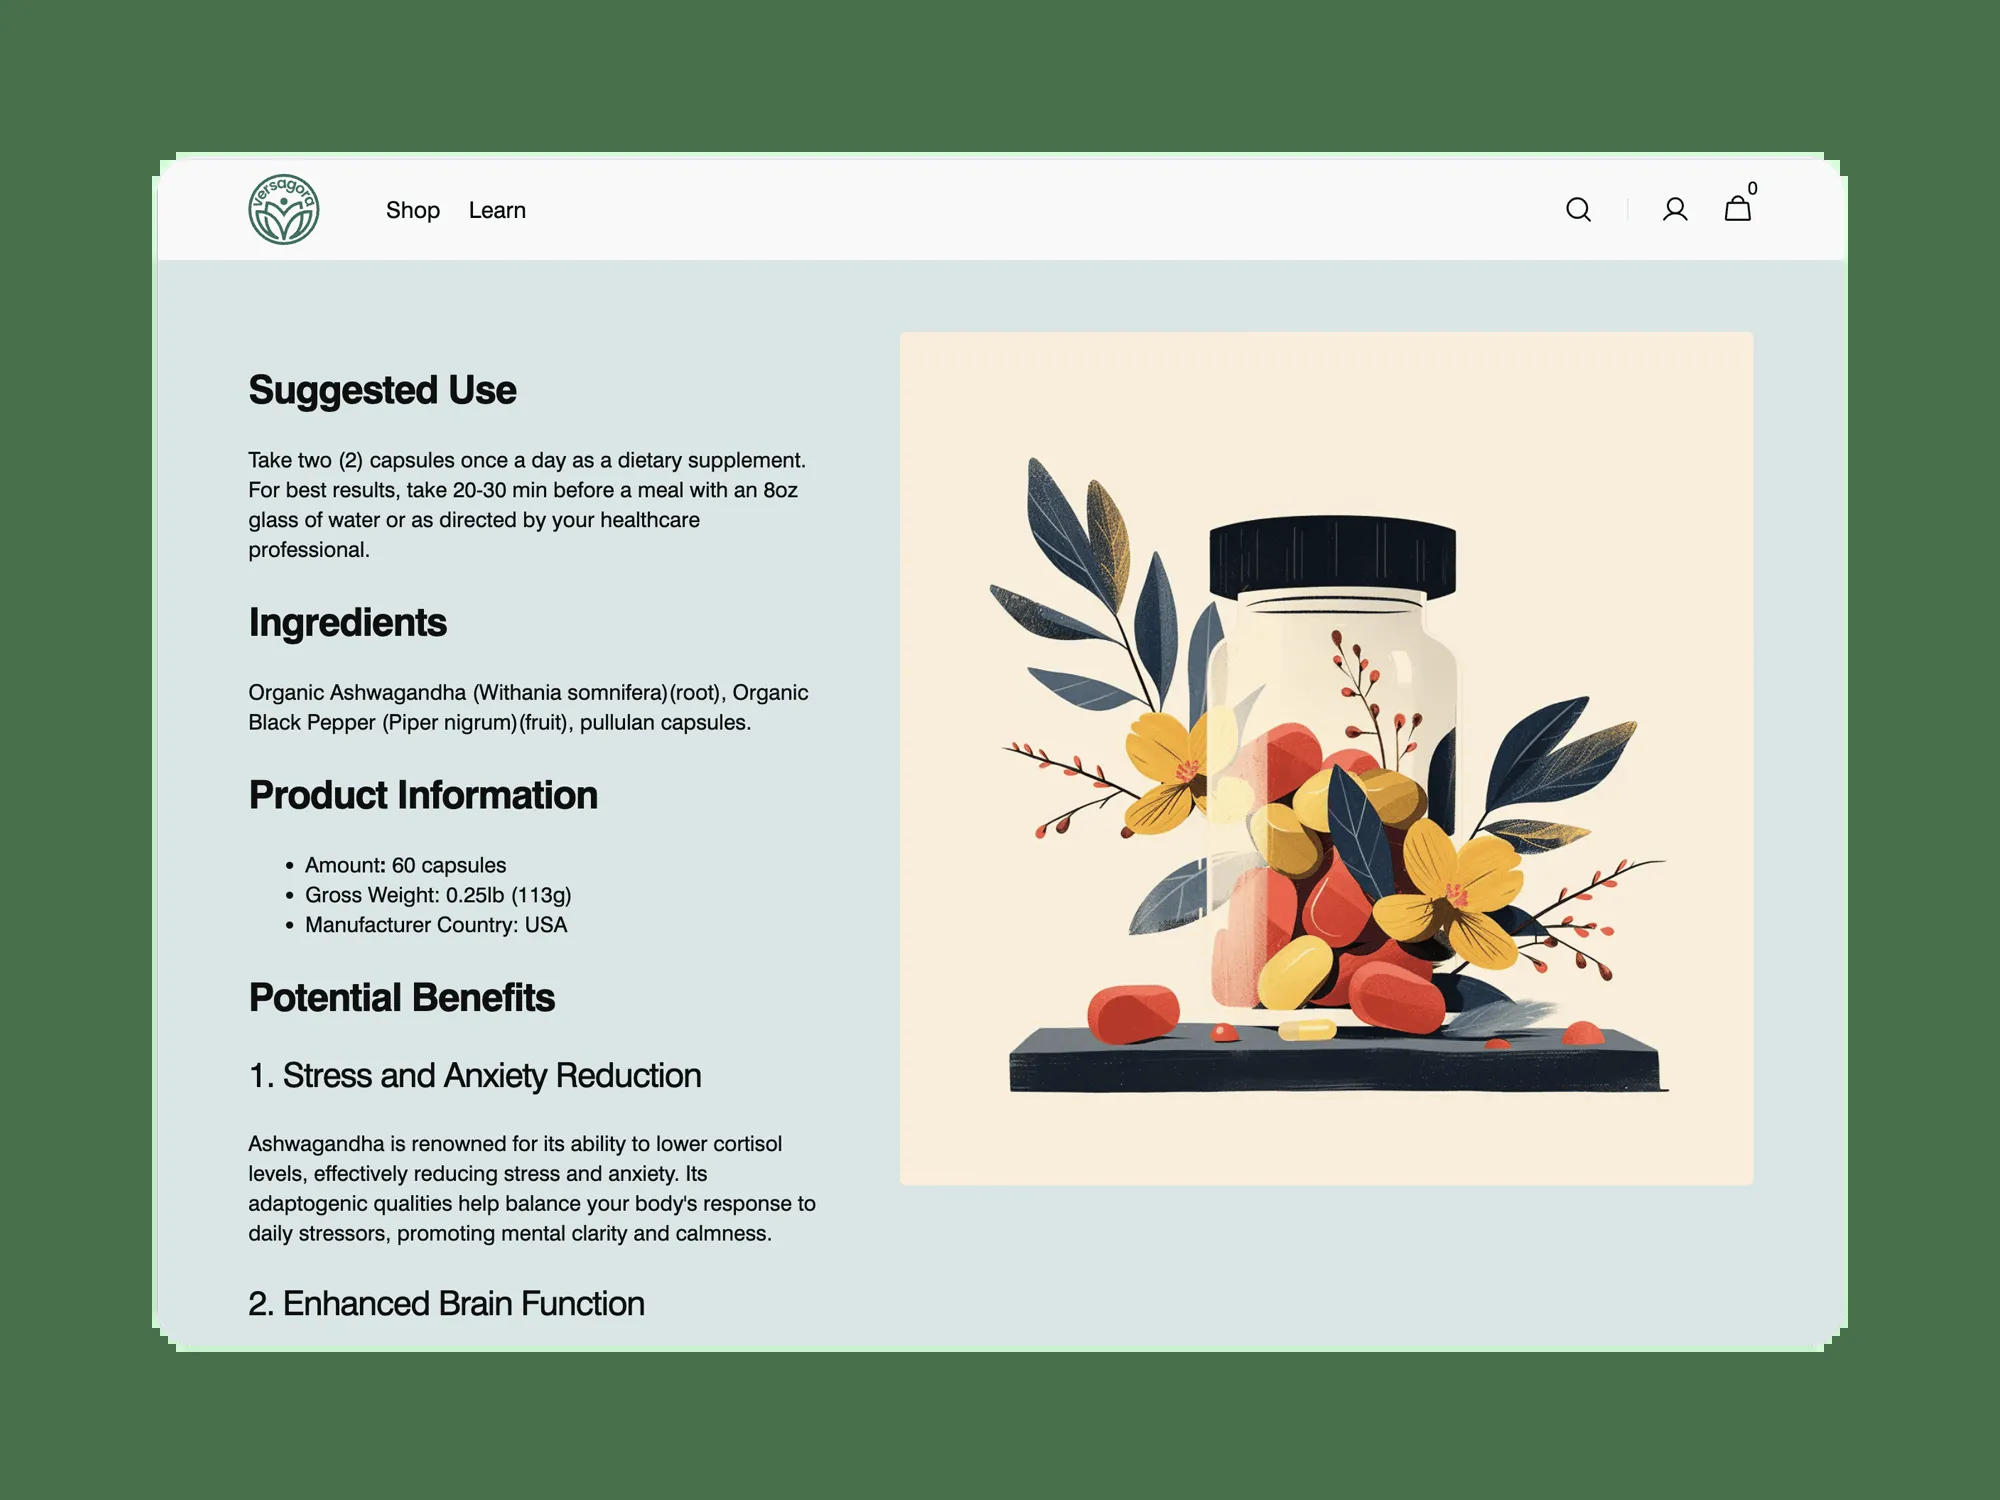 versagora
Shop Learn
0
Suggested Use
Take two (2) capsules once a day as a dietary supplement.
For best results, take 20-30 min before a meal with an 8oz
glass of water or as directed by your healthcare
professional.
Ingredients
Organic Ashwagandha (Withania somnifera)(root), Organic
Black Pepper (Piper nigrum)(fruit), pullulan capsules.
Product Information
• Amount: 60 capsules
• Gross Weight: 0.25lb (113g)
• Manufacturer Country: USA
Potential Benefits
1. Stress and Anxiety Reduction
Ashwagandha is renowned for its ability to lower cortisol
levels, effectively reducing stress and anxiety. Its
adaptogenic qualities help balance your body's response to
daily stressors, promoting mental clarity and calmness.
2. Enhanced Brain Function